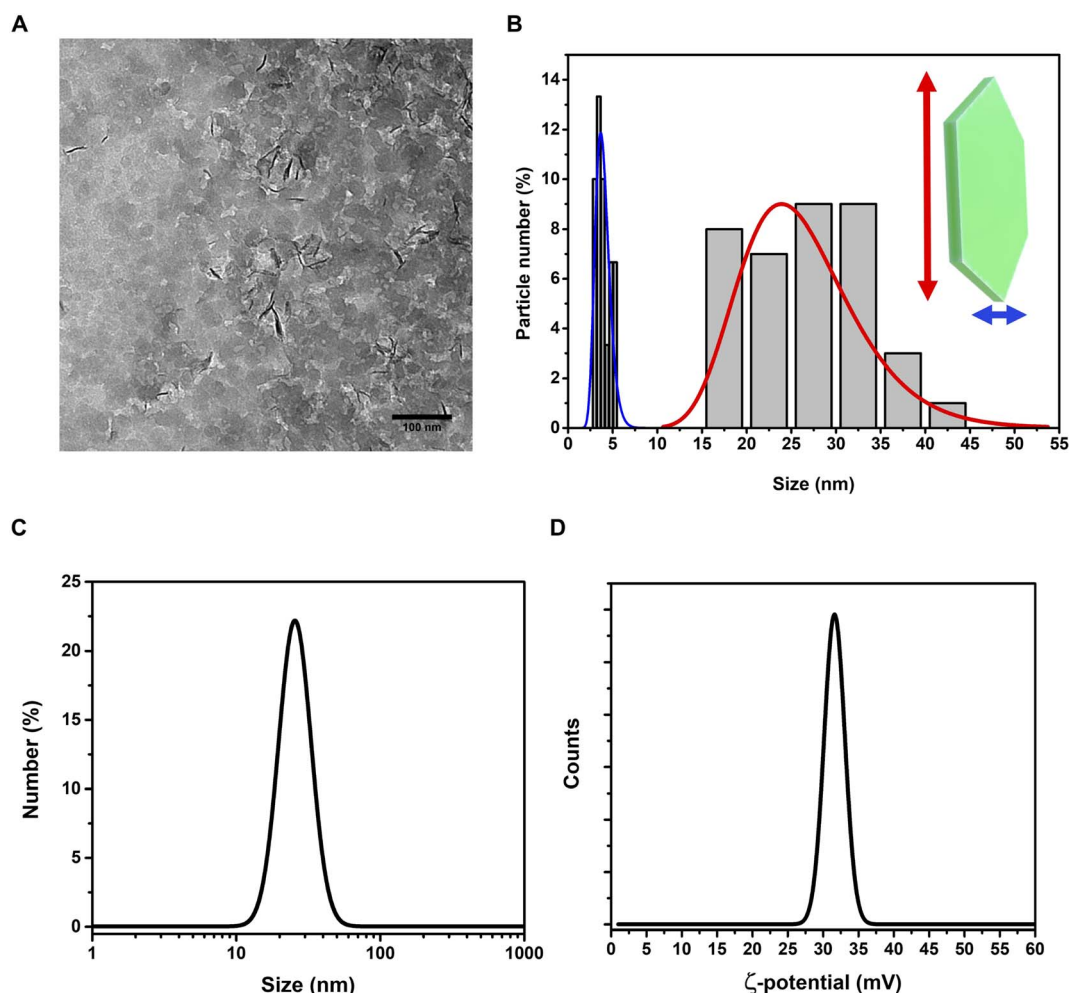 A
100 nm
B
14
12
10
8
6
4
2
0
Particle number (%)
0 5 10 15 20 25 30 35 40 45 50 55
Size (nm)
C
25
20
15
10
5
0
Number (%)
1 10 100 1000
Size (nm)
D
Counts
0 5 10 15 20 25 30 35 40 45 50 55 60
ζ-potential (mV)